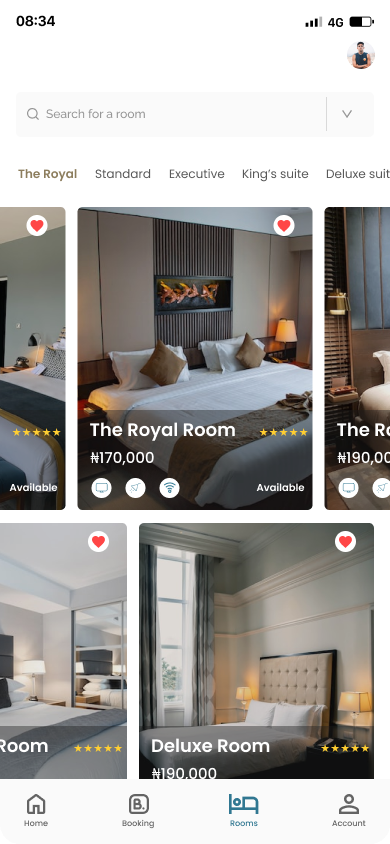 08:34
4G
Search for a room
The Royal Standard Executive King's suite Deluxe suit
Available
The Royal Room
₦170,000
Available
The Ro
₦190,00
Room
Deluxe Room
₦190,000
B.
Home Booking Rooms Account